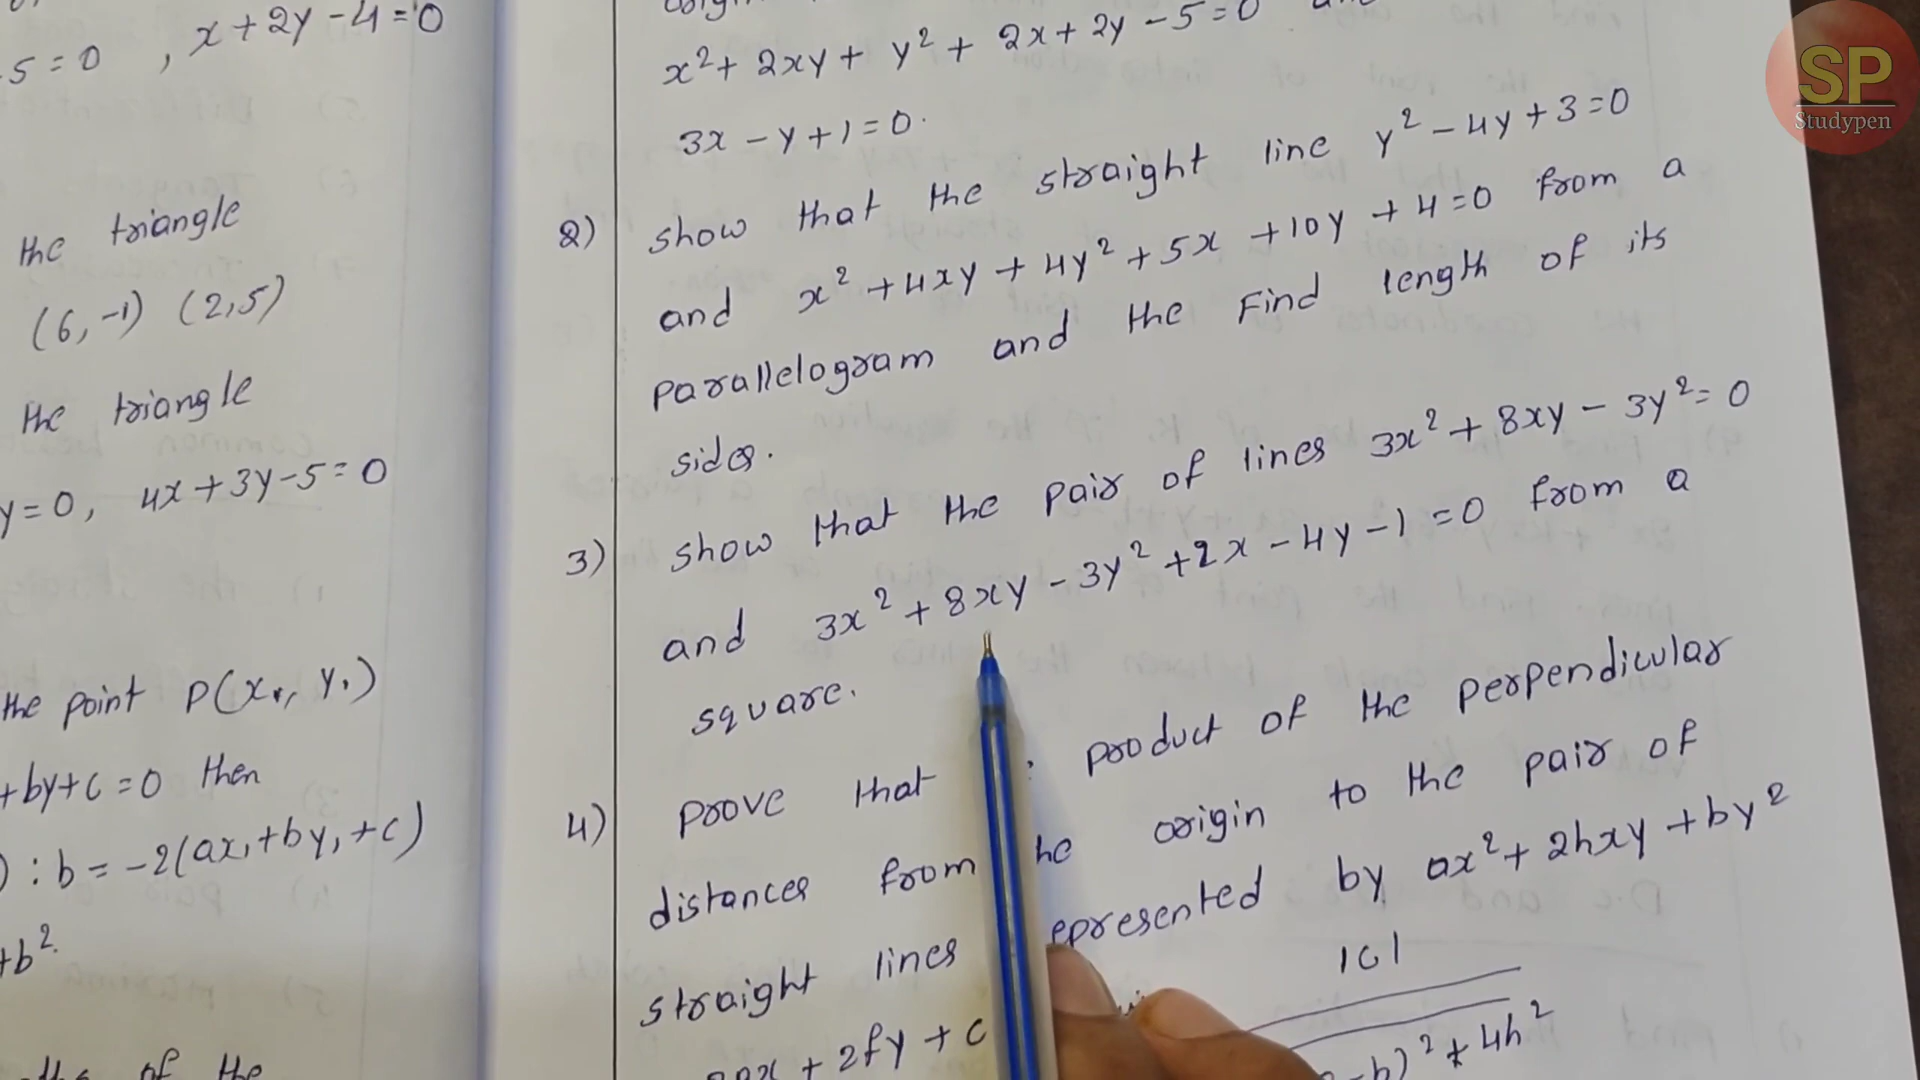 5=0 , x+2y-4=0
the triangle
(6,-1) (2,5)
the triangle
y=0, 4x+3y-5=0
the point P(x₁, y₁)
+by+c=0 then
: b = -2(ax₁+by₁+c)
+b².
of the
x²+ 2xy + y² + 2x+2y-5=0
3x-y+1=0.
2) show that the straight line y²-4y+3=0
and x²+4xy+4y²+5x+10y+4=0 from a
parallelogram and the Find length of its
sides.
3) show that the pair of lines 3x²+8xy-3y²=0
and 3x²+8xy-3y²+2x-4y-1=0 from a
square.
4) prove that product of the perpendicular
distances from he origin to the pair of
straight lines epresented by ax²+2hxy+by²
x + 2fy + c |c|
-b)²+4h²
SP
Studypen